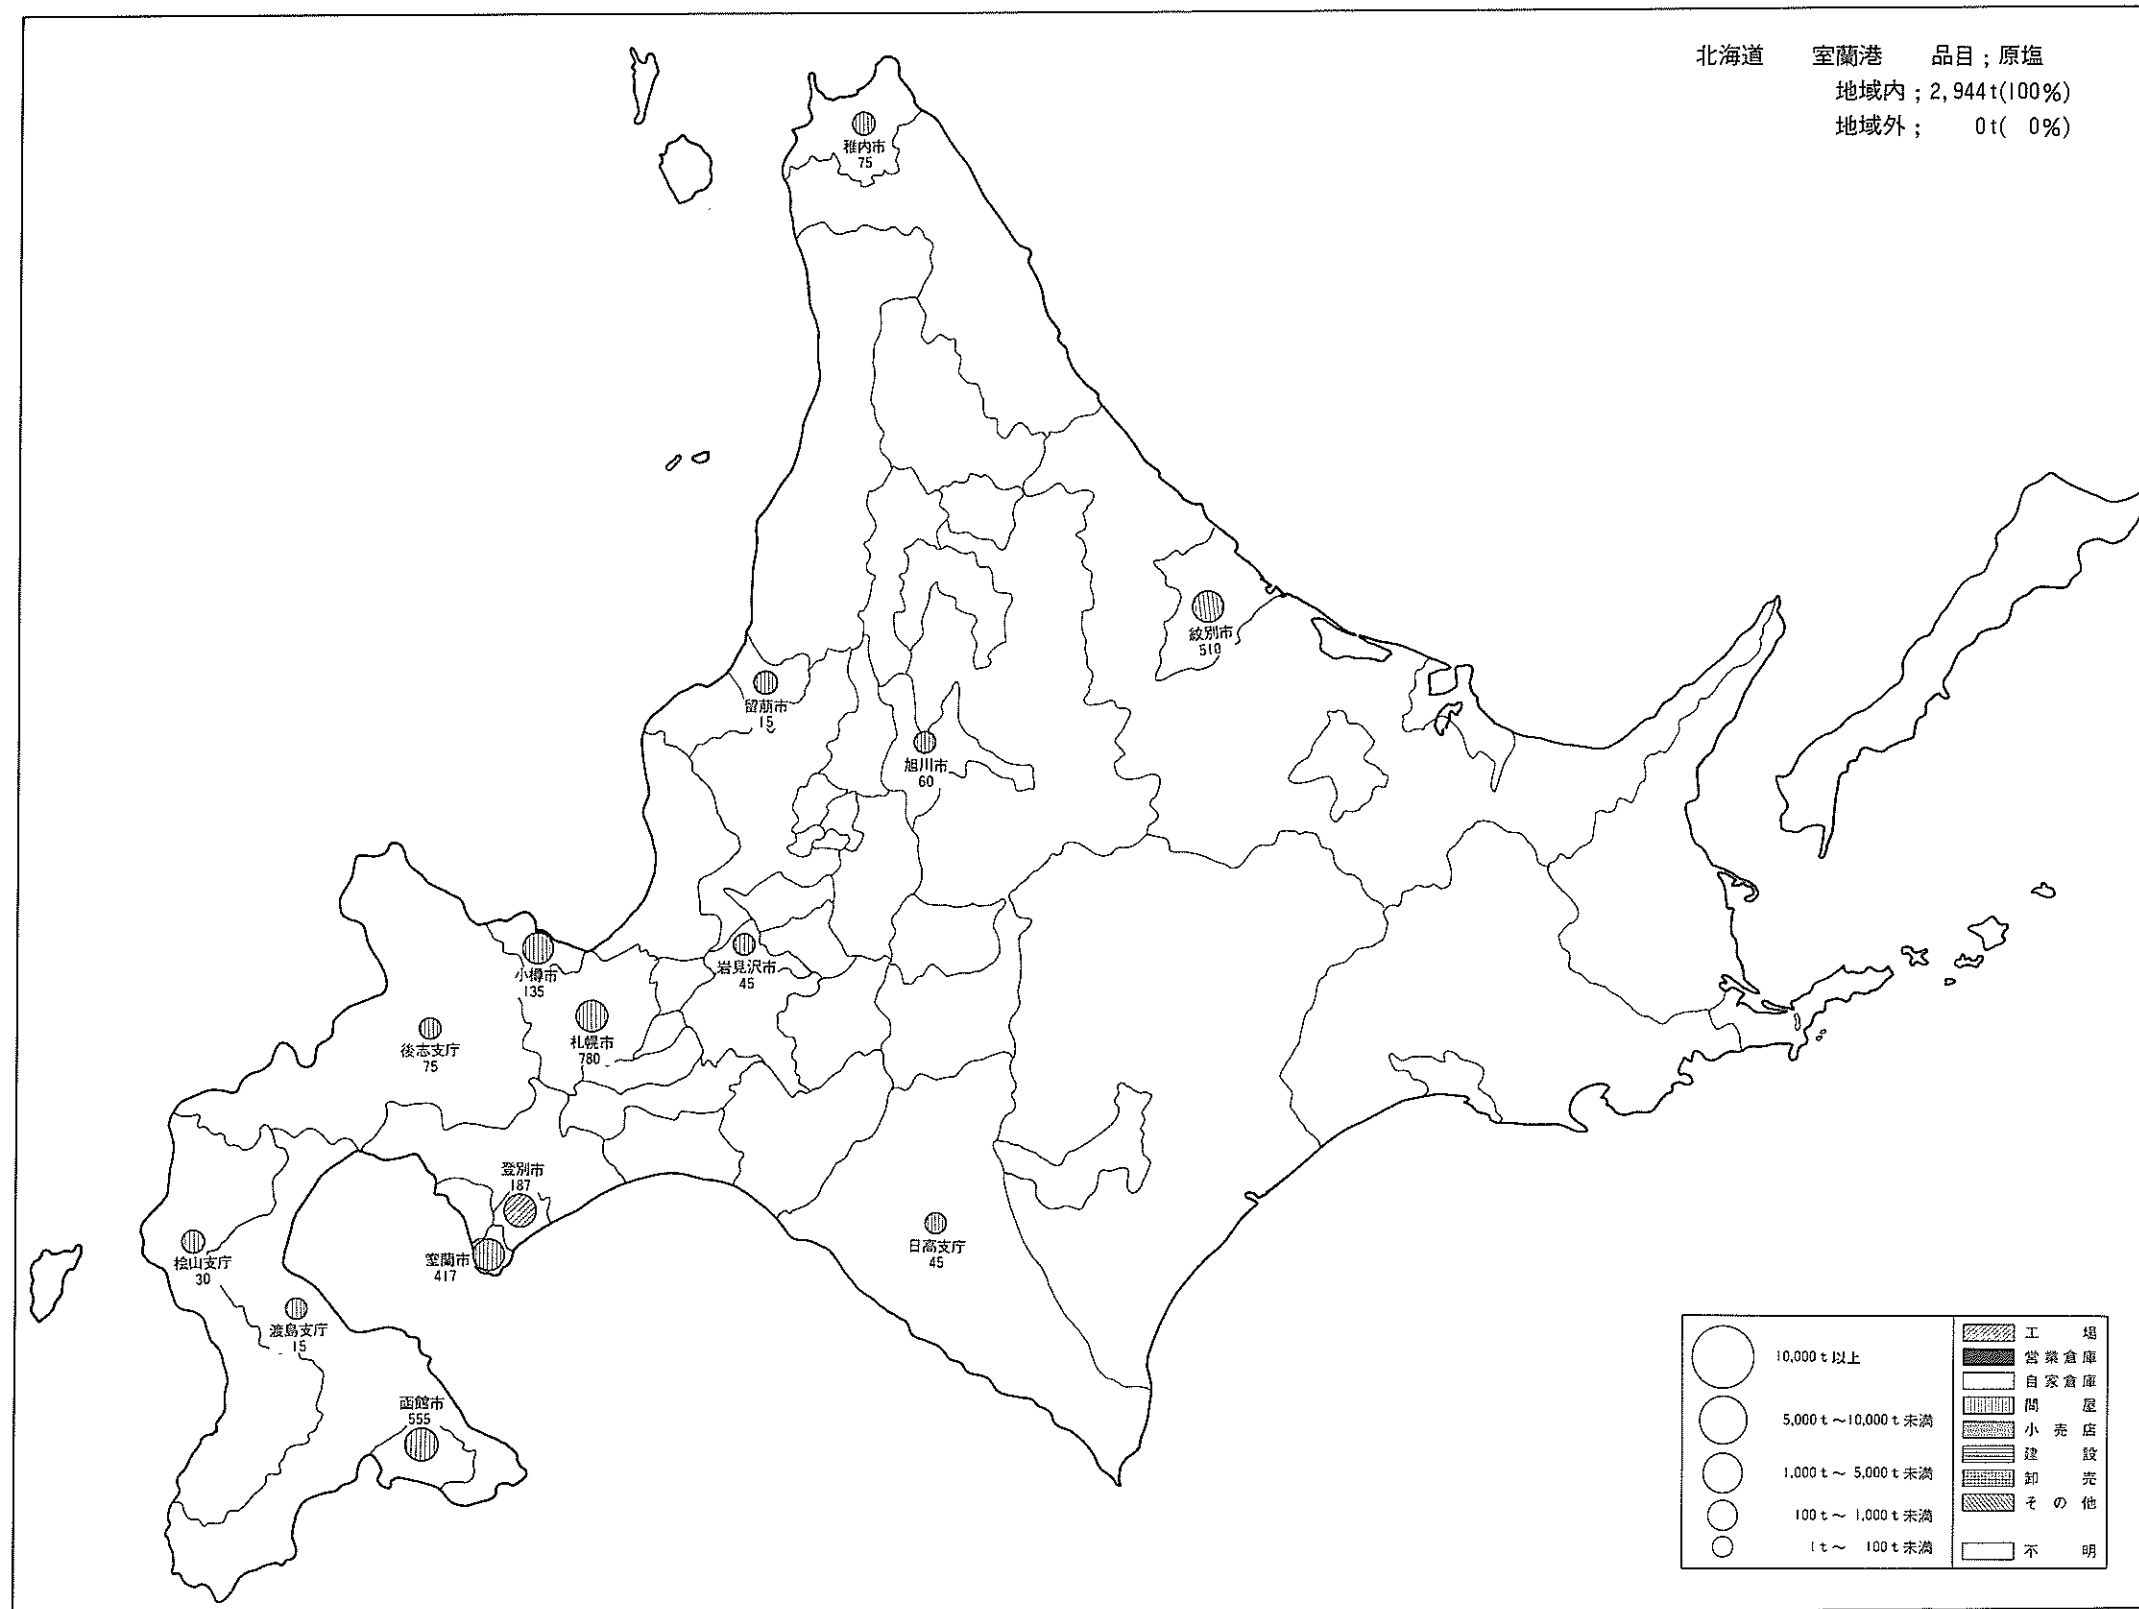 北海道 室蘭港 品目；原塩
地域内；2,944t(100%)
地域外； 0t( 0%)
稚内市
75
紋別市
510
留萠市
15
旭川市
60
小樽市
135
岩見沢市
45
札幌市
780
後志支庁
75
登別市
187
室蘭市
417
日高支庁
45
桧山支庁
30
渡島支庁
15
函館市
555
10,000t以上
5,000t～10,000t未満
1,000t～ 5,000t未満
100t～ 1,000t未満
1t～ 100t未満
工場
営業倉庫
自家倉庫
問屋
小売店
建設
卸売
その他
不明